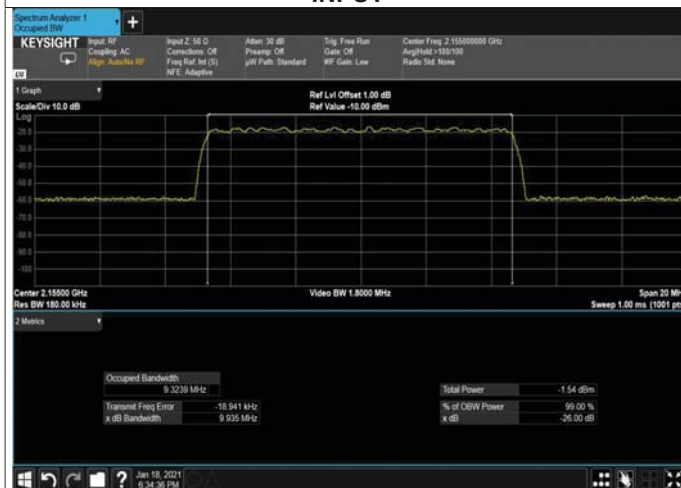 INPUT
Spectrum Analyzer 1
Occupied BW
KEYSIGHT
Input: RF
Coupling: AC
Align: Auto/No RF
Input Z: 50 Ω
Corrections: Off
Freq Ref: Int (S)
NFE: Adaptive
Atten: 30 dB
Preamp: Off
µW Path: Standard
Trig: Free Run
Gate: Off
#IF Gain: Low
Center Freq: 2.155000000 GHz
Avg|Hold:>100/100
Radio Std: None
1 Graph
Scale/Div 10.0 dB
Ref Lvl Offset 1.00 dB
Ref Value -10.00 dBm
Log
-20.0
-30.0
-40.0
-50.0
-60.0
-70.0
-80.0
-90.0
-100
Center 2.15500 GHz
Res BW 180.00 kHz
Video BW 1.8000 MHz
Span 20 MH
Sweep 1.00 ms (1001 pt
2 Metrics
Occupied Bandwidth
9.3239 MHz
Transmit Freq Error -18.941 kHz
x dB Bandwidth 9.935 MHz
Total Power -1.54 dBm
% of OBW Power 99.00 %
x dB -26.00 dB
Jan 18, 2021
6:34:36 PM